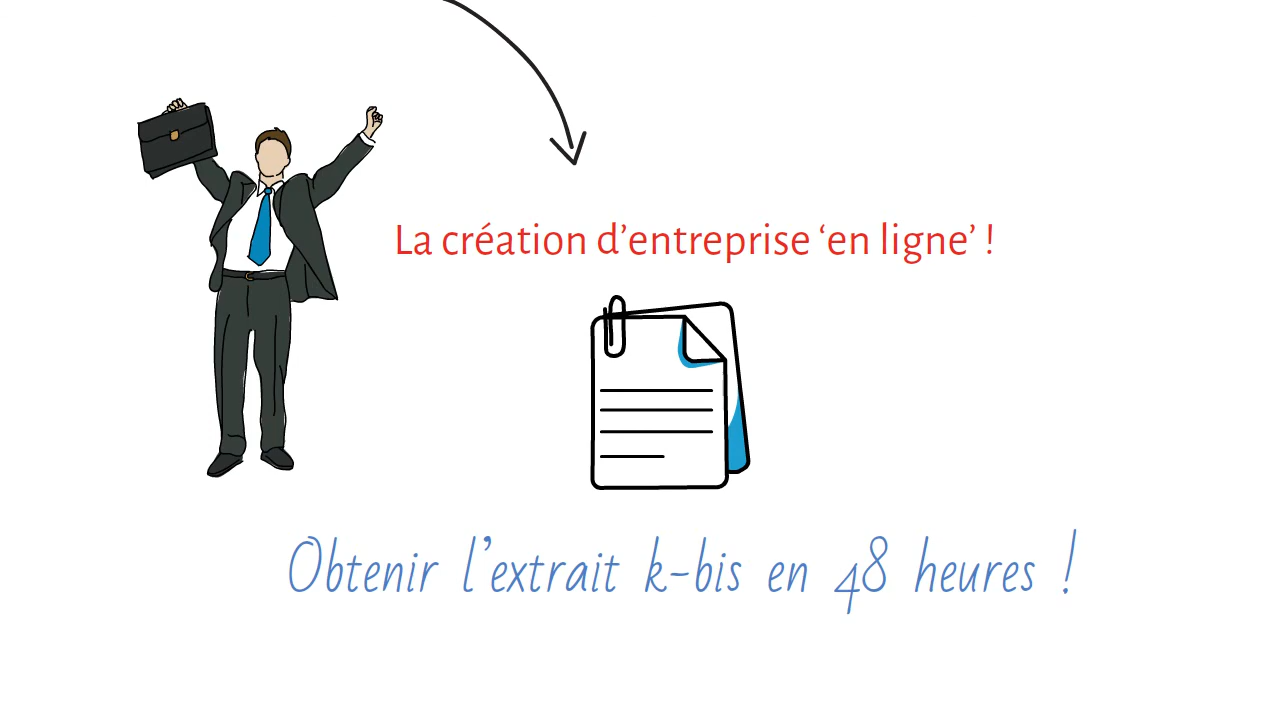 La création d’entreprise ‘en ligne’ !
Obtenir l’extrait k-bis en 48 heures !